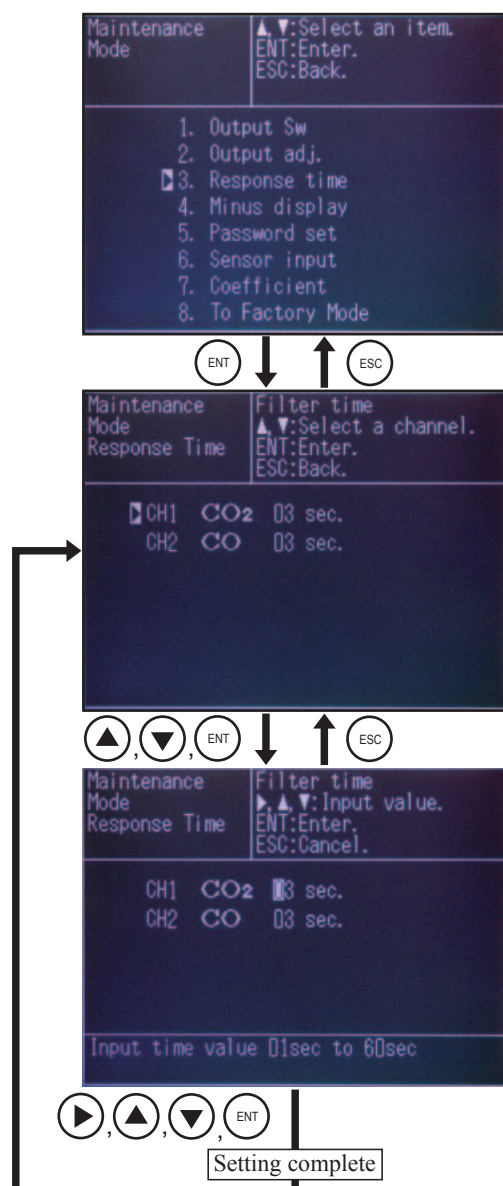 Maintenance Mode
▲,▼:Select an item.
ENT:Enter.
ESC:Back.
1. Output Sw
2. Output adj.
3. Response time
4. Minus display
5. Password set
6. Sensor input
7. Coefficient
8. To Factory Mode
ENT
ESC
Maintenance Mode
Response Time
Filter time
▲,▼:Select a channel.
ENT:Enter.
ESC:Back.
CH1 CO2 03 sec.
CH2 CO 03 sec.
, , ENT
ESC
Maintenance Mode
Response Time
Filter time
▶,▲,▼:Input value.
ENT:Enter.
ESC:Cancel.
CH1 CO2 03 sec.
CH2 CO 03 sec.
Input time value 01sec to 60sec
, , , ENT
Setting complete